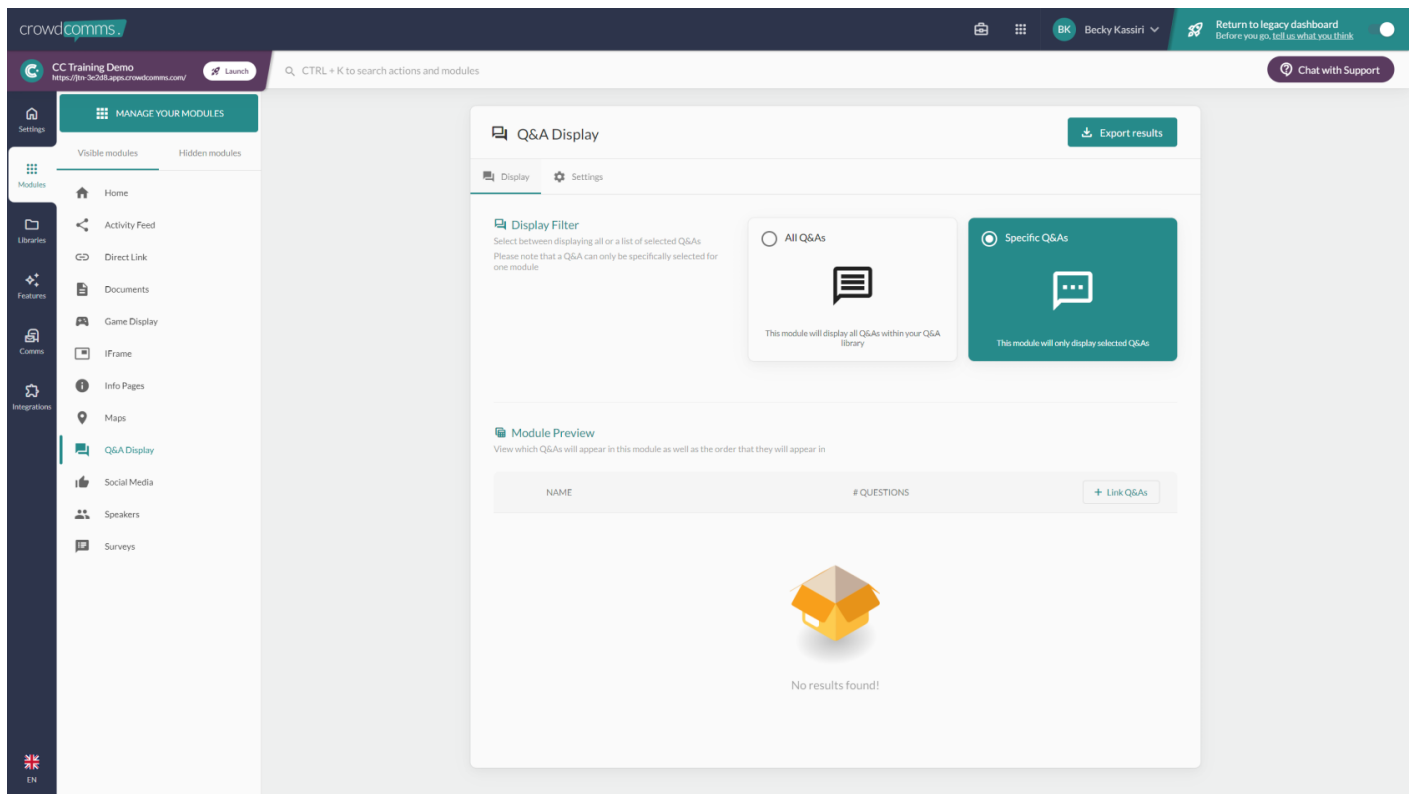 crowdcomms.
BK Becky Kassiri
Return to legacy dashboard
Before you go, tell us what you think
CC Training Demo
https://jtn-3e2d8.apps.crowdcomms.com/
Launch
CTRL + K to search actions and modules
Chat with Support
Settings
Modules
Libraries
Features
Comms
Integrations
EN
MANAGE YOUR MODULES
Visible modules Hidden modules
Home
Activity Feed
Direct Link
Documents
Game Display
IFrame
Info Pages
Maps
Q&A Display
Social Media
Speakers
Surveys
Q&A Display
Export results
Display Settings
Display Filter
Select between displaying all or a list of selected Q&As
Please note that a Q&A can only be specifically selected for
one module
All Q&As
This module will display all Q&As within your Q&A
library
Specific Q&As
This module will only display selected Q&As
Module Preview
View which Q&As will appear in this module as well as the order that they will appear in
NAME # QUESTIONS + Link Q&As
No results found!